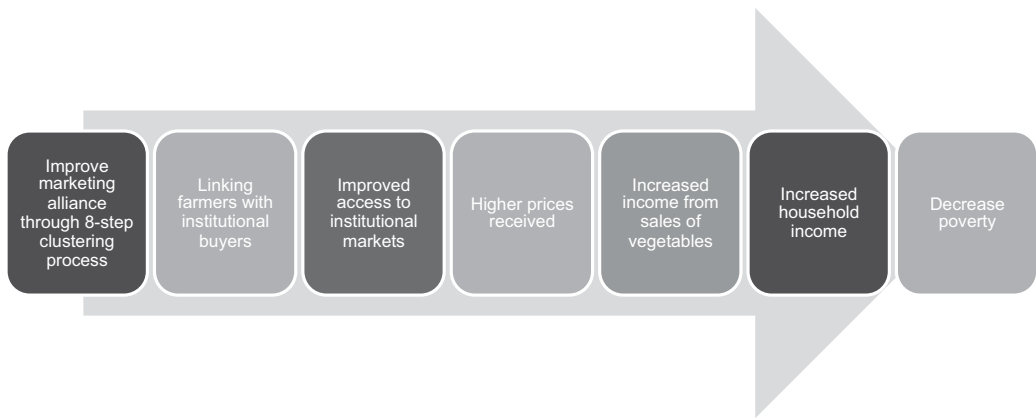 Improve
marketing
alliance
through 8-step
clustering
process
Linking
farmers with
institutional
buyers
Improved
access to
institutional
markets
Higher prices
received
Increased
income from
sales of
vegetables
Increased
household
income
Decrease
poverty